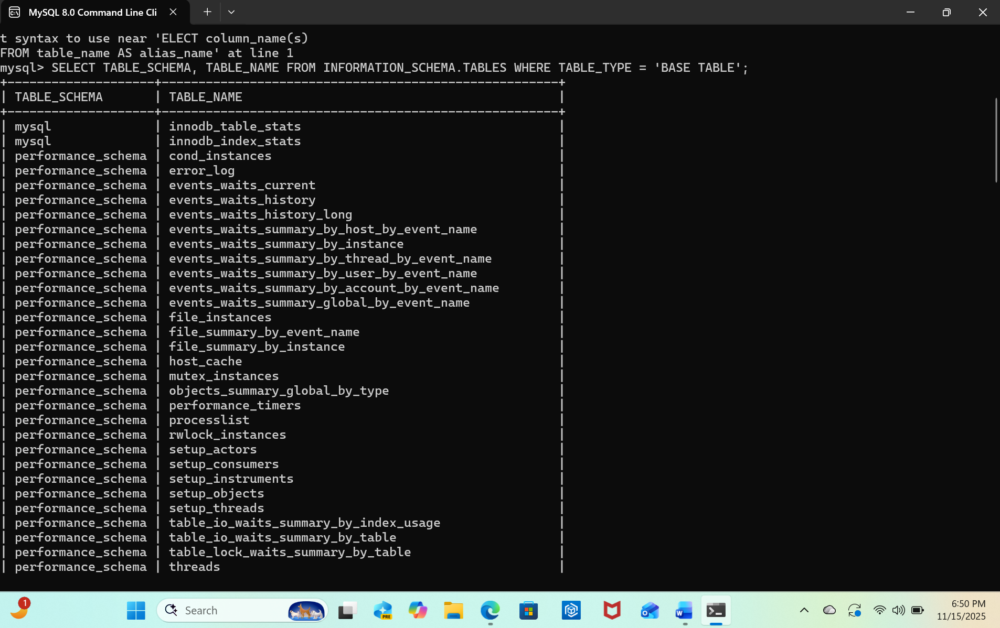 MySQL 8.0 Command Line Cli
t syntax to use near 'ELECT column_name(s)
FROM table_name AS alias_name' at line 1
mysql> SELECT TABLE_SCHEMA, TABLE_NAME FROM INFORMATION_SCHEMA.TABLES WHERE TABLE_TYPE = 'BASE TABLE';
+--------------------+------------------------------------------------------+
| TABLE_SCHEMA       | TABLE_NAME                                           |
+--------------------+------------------------------------------------------+
| mysql              | innodb_table_stats                                   |
| mysql              | innodb_index_stats                                   |
| performance_schema | cond_instances                                       |
| performance_schema | error_log                                            |
| performance_schema | events_waits_current                                 |
| performance_schema | events_waits_history                                 |
| performance_schema | events_waits_history_long                            |
| performance_schema | events_waits_summary_by_host_by_event_name           |
| performance_schema | events_waits_summary_by_instance                     |
| performance_schema | events_waits_summary_by_thread_by_event_name         |
| performance_schema | events_waits_summary_by_user_by_event_name           |
| performance_schema | events_waits_summary_by_account_by_event_name        |
| performance_schema | events_waits_summary_global_by_event_name            |
| performance_schema | file_instances                                       |
| performance_schema | file_summary_by_event_name                           |
| performance_schema | file_summary_by_instance                             |
| performance_schema | host_cache                                           |
| performance_schema | mutex_instances                                      |
| performance_schema | objects_summary_global_by_type                       |
| performance_schema | performance_timers                                   |
| performance_schema | processlist                                          |
| performance_schema | rwlock_instances                                     |
| performance_schema | setup_actors                                         |
| performance_schema | setup_consumers                                      |
| performance_schema | setup_instruments                                    |
| performance_schema | setup_objects                                        |
| performance_schema | setup_threads                                        |
| performance_schema | table_io_waits_summary_by_index_usage                |
| performance_schema | table_io_waits_summary_by_table                      |
| performance_schema | table_lock_waits_summary_by_table                    |
| performance_schema | threads                                              |
1
Search
PRE
6:50 PM
11/15/2025